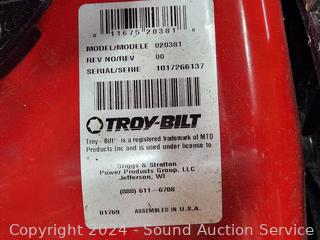 0 11675 20381 8
MODEL/MODELE 020381
REV NO/REV 00
SERIAL/SERIE 1017266137
TROY-BILT
Troy-Bilt is a registered trademark of MTD
Products Inc and is used under license to
Briggs & Stratton
Power Products Group, LLC
Jefferson, WI
(888) 611-6708
01769 ASSEMBLED IN U.S.A.
Copyright © 2024 - Sound Auction Service